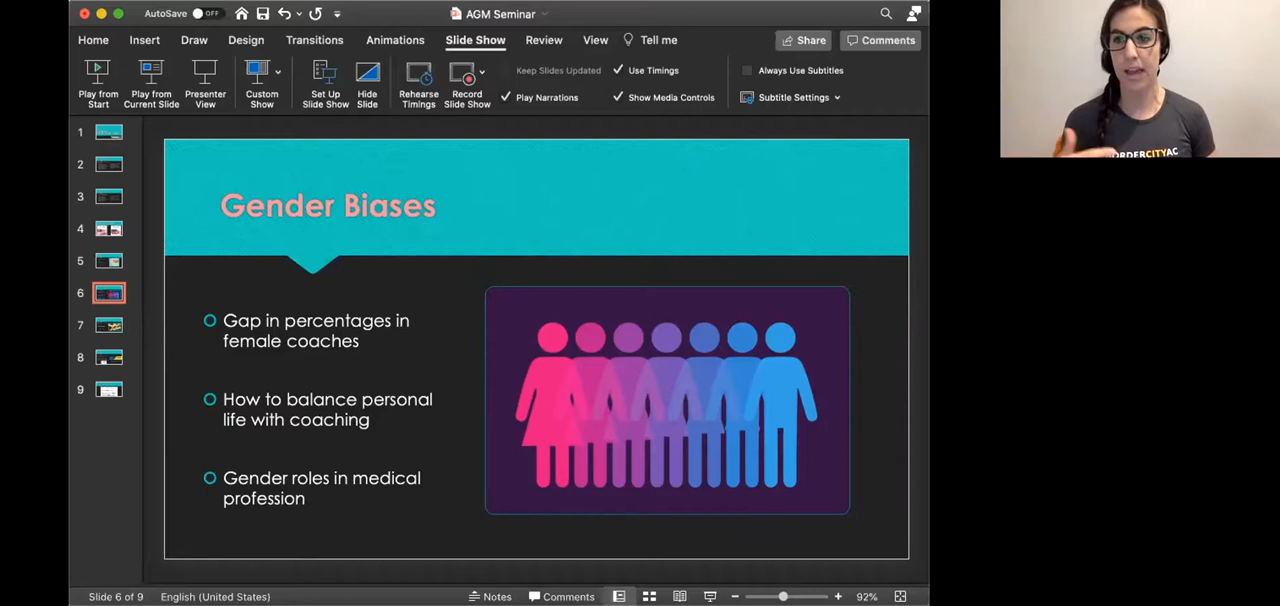 AutoSave OFF AGM Seminar
Home Insert Draw Design Transitions Animations Slide Show Review View Tell me Share Comments
Play from Start
Play from Current Slide
Presenter View
Custom Show
Set Up Slide Show
Hide Slide
Rehearse Timings
Record Slide Show
Keep Slides Updated Use Timings Always Use Subtitles
Play Narrations Show Media Controls Subtitle Settings
1
2
3
4
5
6
7
8
9
Gender Biases
Gap in percentages in
female coaches
How to balance personal
life with coaching
Gender roles in medical
profession
ORDERCITYAC
Slide 6 of 9 English (United States) Notes Comments 92%